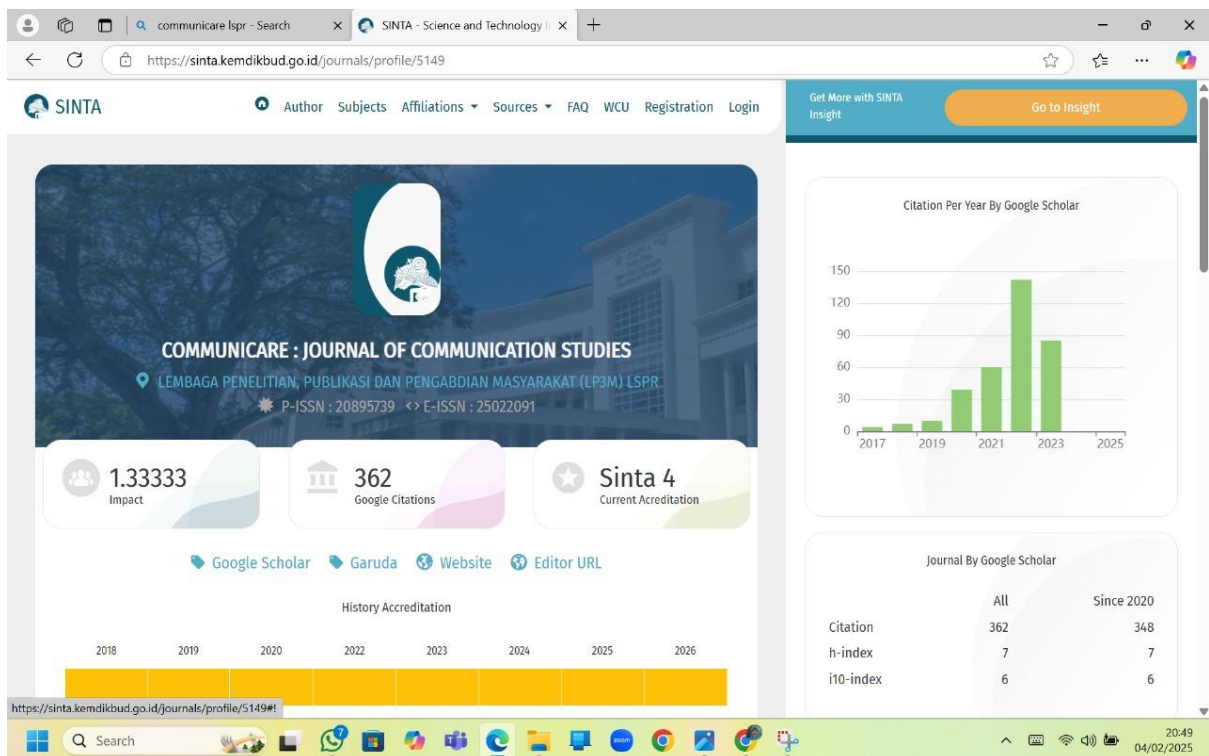 communicare lspr - Search
SINTA - Science and Technology I
https://sinta.kemdikbud.go.id/journals/profile/5149
SINTA
Author Subjects Affiliations Sources FAQ WCU Registration Login
Get More with SINTA
Insight
Go to Insight
COMMUNICARE : JOURNAL OF COMMUNICATION STUDIES
LEMBAGA PENELITIAN, PUBLIKASI DAN PENGABDIAN MASYARAKAT (LP3M) LSPR
P-ISSN : 20895739 <> E-ISSN : 25022091
1.33333
Impact
362
Google Citations
Sinta 4
Current Acreditation
Google Scholar Garuda Website Editor URL
History Accreditation
2018 2019 2020 2022 2023 2024 2025 2026
Citation Per Year By Google Scholar
150
120
90
60
30
0
2017 2019 2021 2023 2025
Journal By Google Scholar
All Since 2020
Citation 362 348
h-index 7 7
i10-index 6 6
https://sinta.kemdikbud.go.id/journals/profile/5149#!
Search
zoom
20:49
04/02/2025